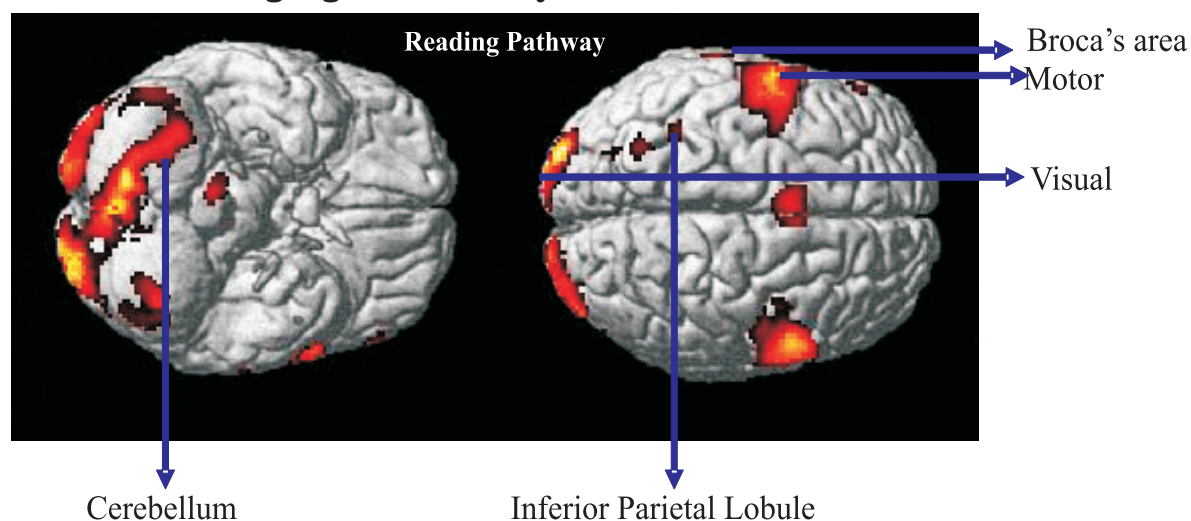 Reading Pathway
Broca's area
Motor
Visual
Cerebellum
Inferior Parietal Lobule